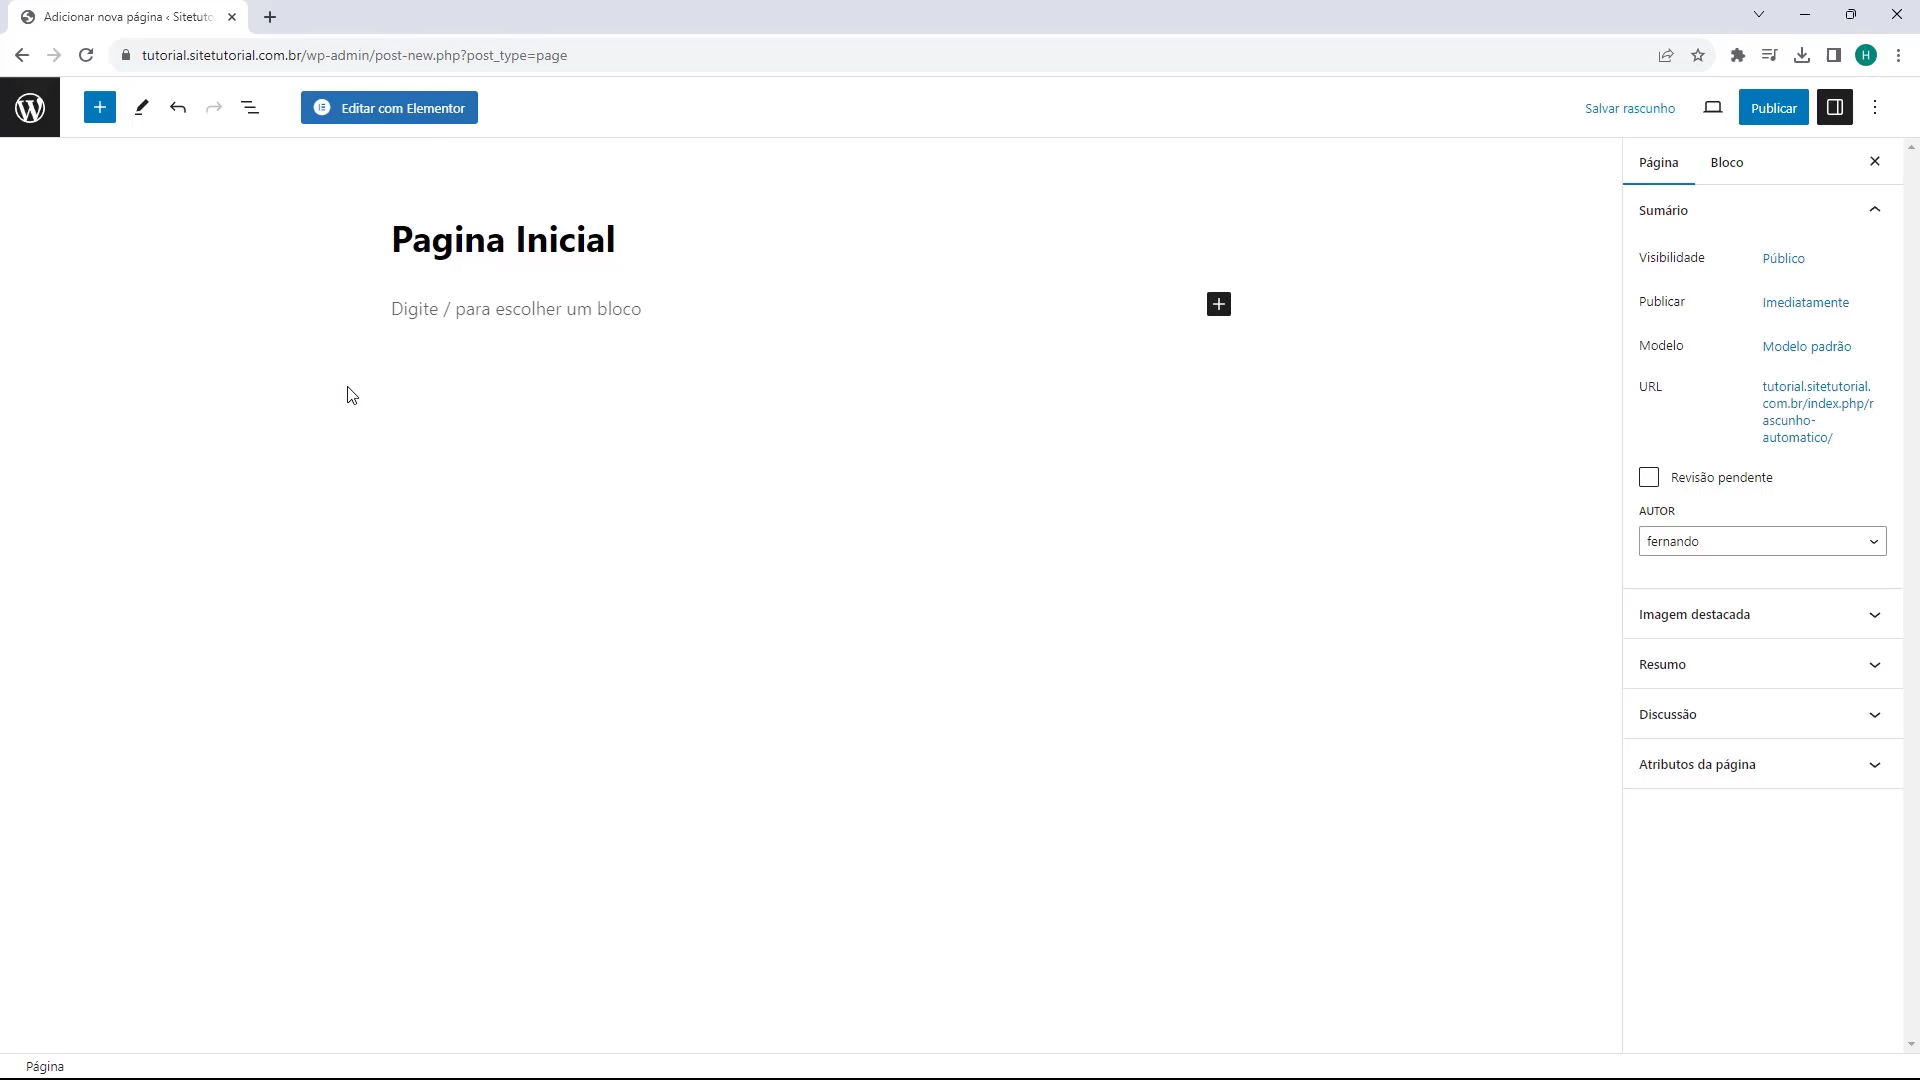 Adicionar nova página ‹ Sitetuto
tutorial.sitetutorial.com.br/wp-admin/post-new.php?post_type=page
H
Editar com Elementor
Salvar rascunho
Publicar
Página
Bloco
Sumário
Pagina Inicial
Visibilidade
Público
Digite / para escolher um bloco
Publicar
Imediatamente
Modelo
Modelo padrão
URL
tutorial.sitetutorial.
com.br/index.php/r
ascunho-
automatico/
Revisão pendente
AUTOR
fernando
Imagem destacada
Resumo
Discussão
Atributos da página
Página